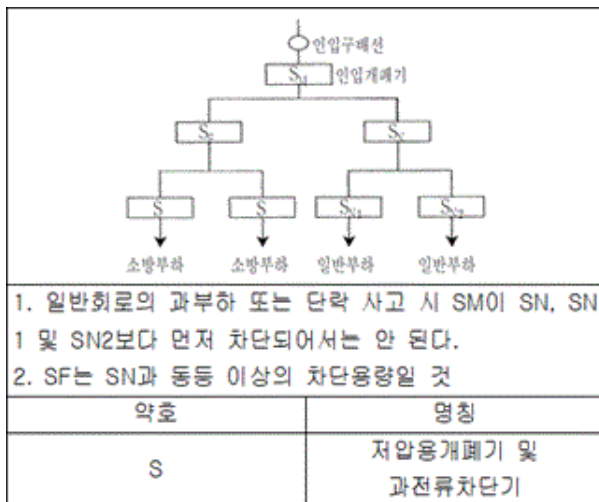 인입구배선
SM 인입개폐기
SF SN
S S SN1 SN2
소방부하 소방부하 일반부하 일반부하
1. 일반회로의 과부하 또는 단락 사고 시 SM이 SN, SN
1 및 SN2보다 먼저 차단되어서는 안 된다.
2. SF는 SN과 동등 이상의 차단용량일 것
약호 명칭
S 저압용개폐기 및
과전류차단기